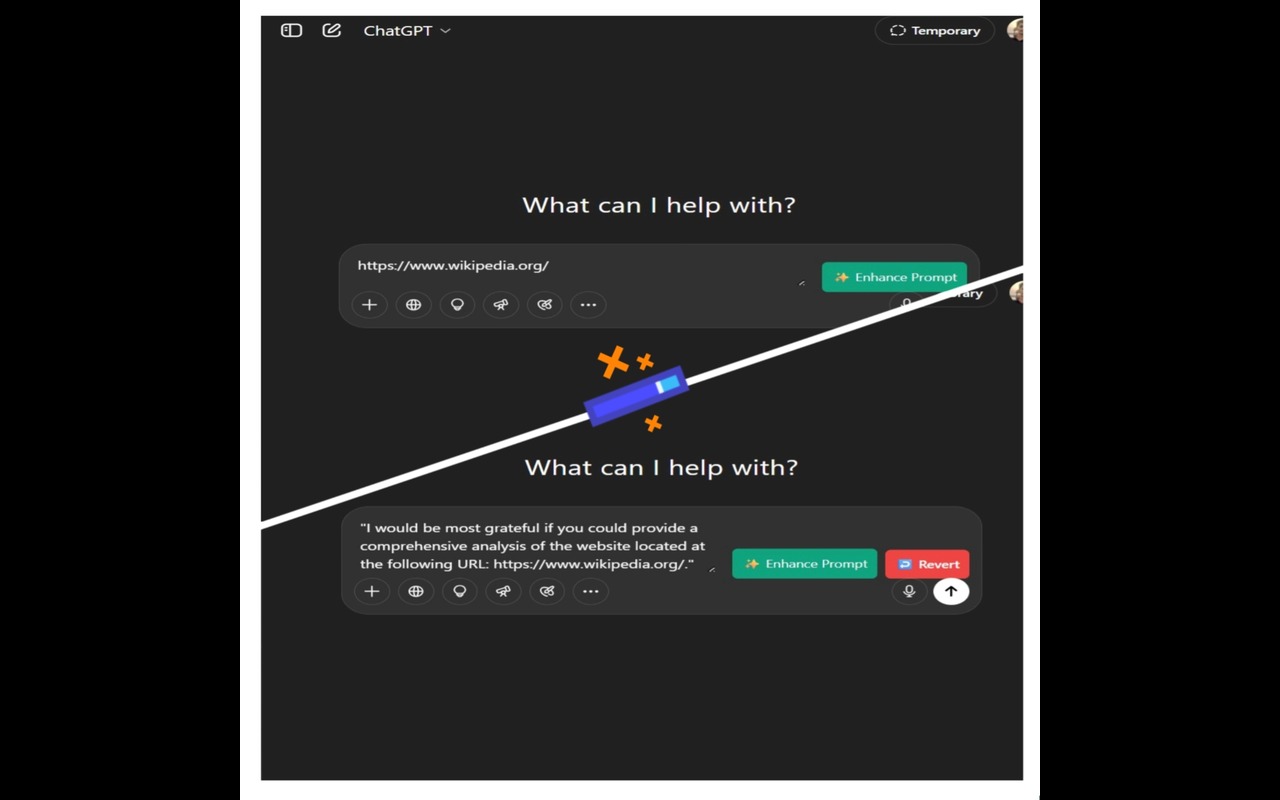 ChatGPT
Temporary
What can I help with?
https://www.wikipedia.org/
Enhance Prompt
What can I help with?
"I would be most grateful if you could provide a
comprehensive analysis of the website located at
the following URL: https://www.wikipedia.org/."
Enhance Prompt
Revert